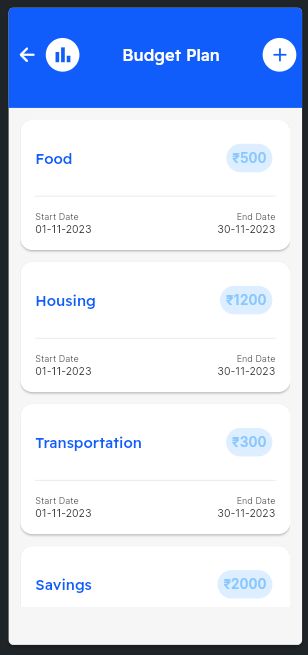 Budget Plan
Food ₹500
Start Date End Date
01-11-2023 30-11-2023
Housing ₹1200
Start Date End Date
01-11-2023 30-11-2023
Transportation ₹300
Start Date End Date
01-11-2023 30-11-2023
Savings ₹2000